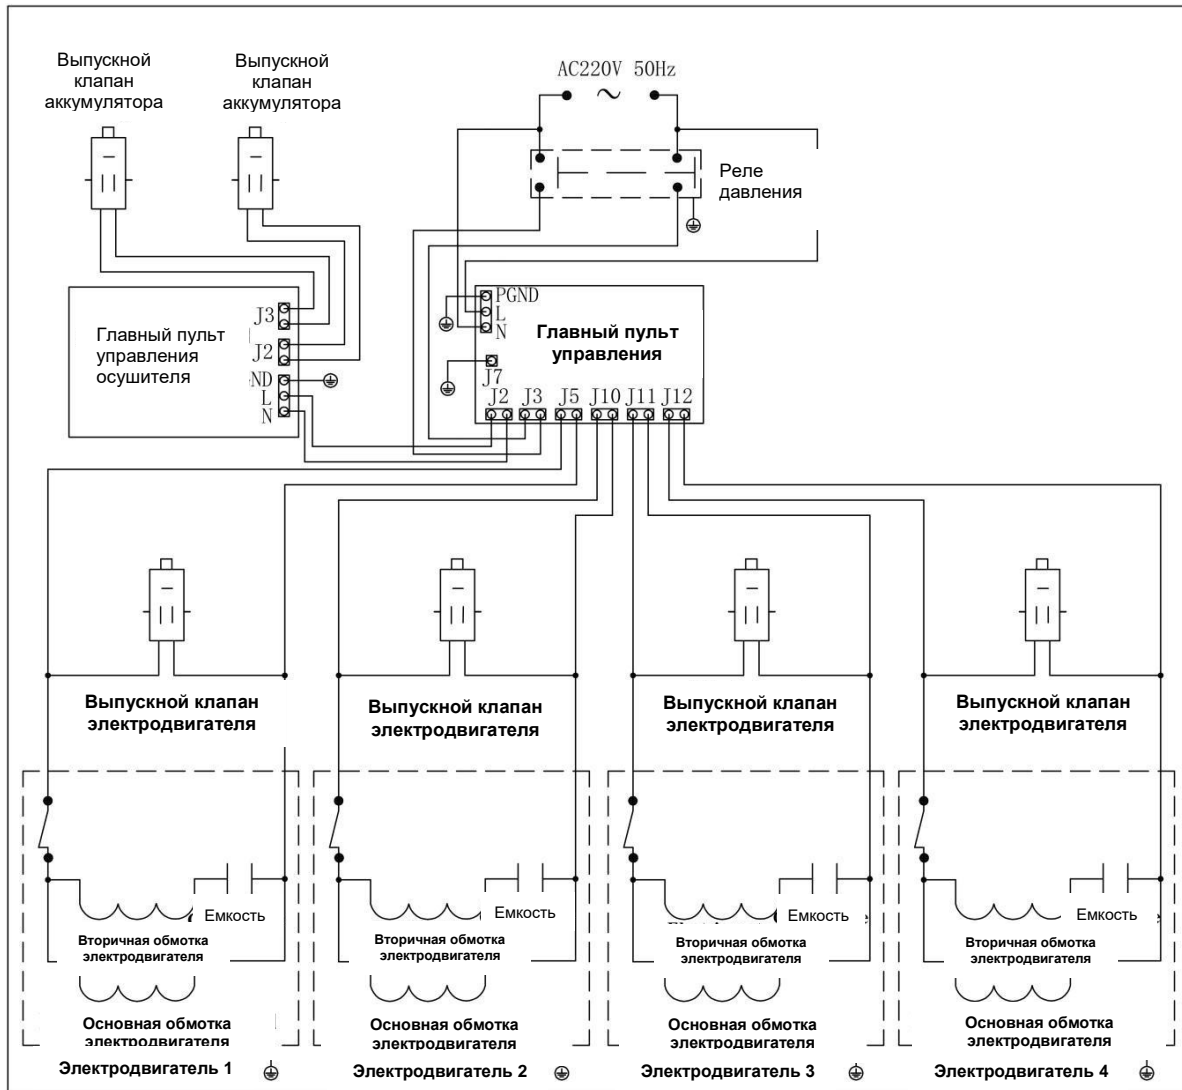 Выпускной
клапан
аккумулятора
Выпускной
клапан
аккумулятора
AC220V 50Hz
Реле
давления
Главный пульт
управления
осушителя
J3
J2
ND
L
N
PGND
L
N
Главный пульт
управления
J7
J2 J3 J5 J10 J11 J12
Выпускной клапан
электродвигателя
Выпускной клапан
электродвигателя
Выпускной клапан
электродвигателя
Выпускной клапан
электродвигателя
Емкость
Вторичная обмотка
электродвигателя
Основная обмотка
электродвигателя
Электродвигатель 1
Емкость
Вторичная обмотка
электродвигателя
Основная обмотка
электродвигателя
Электродвигатель 2
Емкость
Вторичная обмотка
электродвигателя
Основная обмотка
электродвигателя
Электродвигатель 3
Емкость
Вторичная обмотка
электродвигателя
Основная обмотка
электродвигателя
Электродвигатель 4